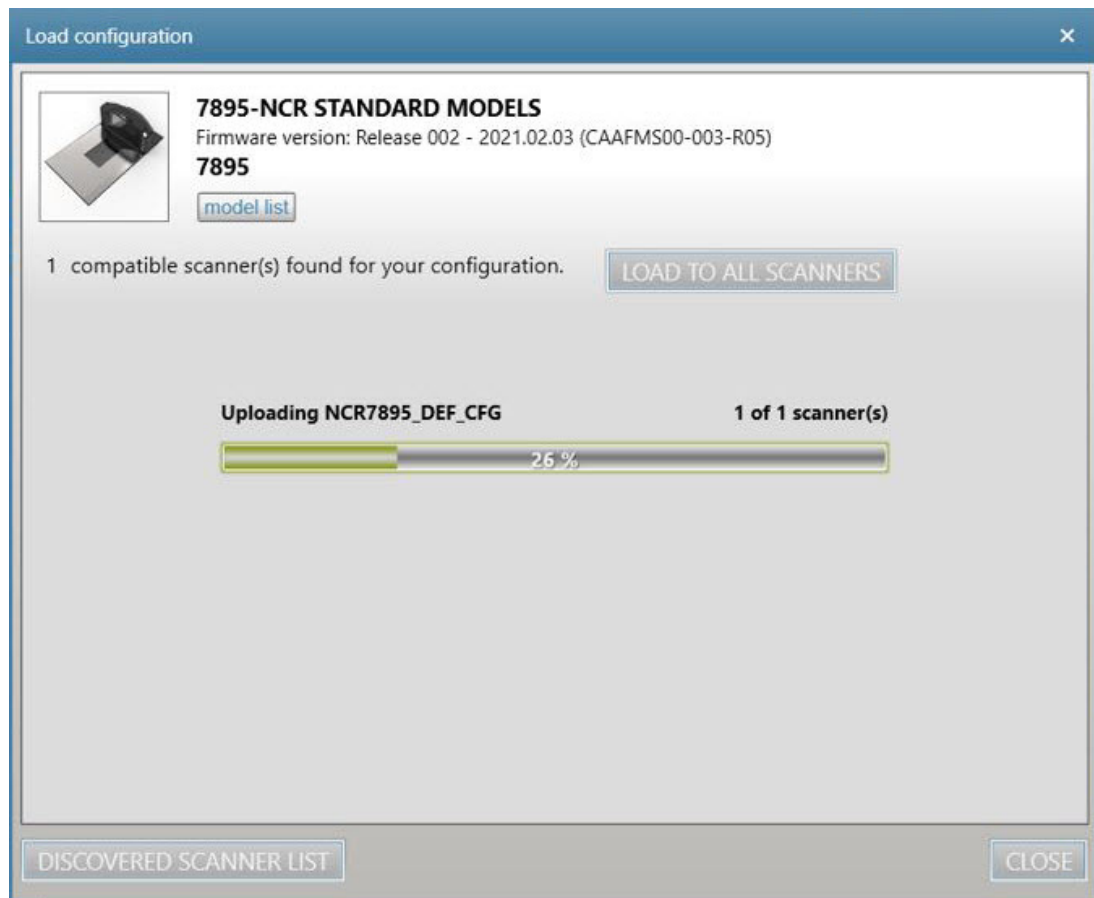 Load configuration
7895-NCR STANDARD MODELS
Firmware version: Release 002 - 2021.02.03 (CAAFMS00-003-R05)
7895
model list
1 compatible scanner(s) found for your configuration.
LOAD TO ALL SCANNERS
Uploading NCR7895_DEF_CFG 1 of 1 scanner(s)
26 %
DISCOVERED SCANNER LIST
CLOSE